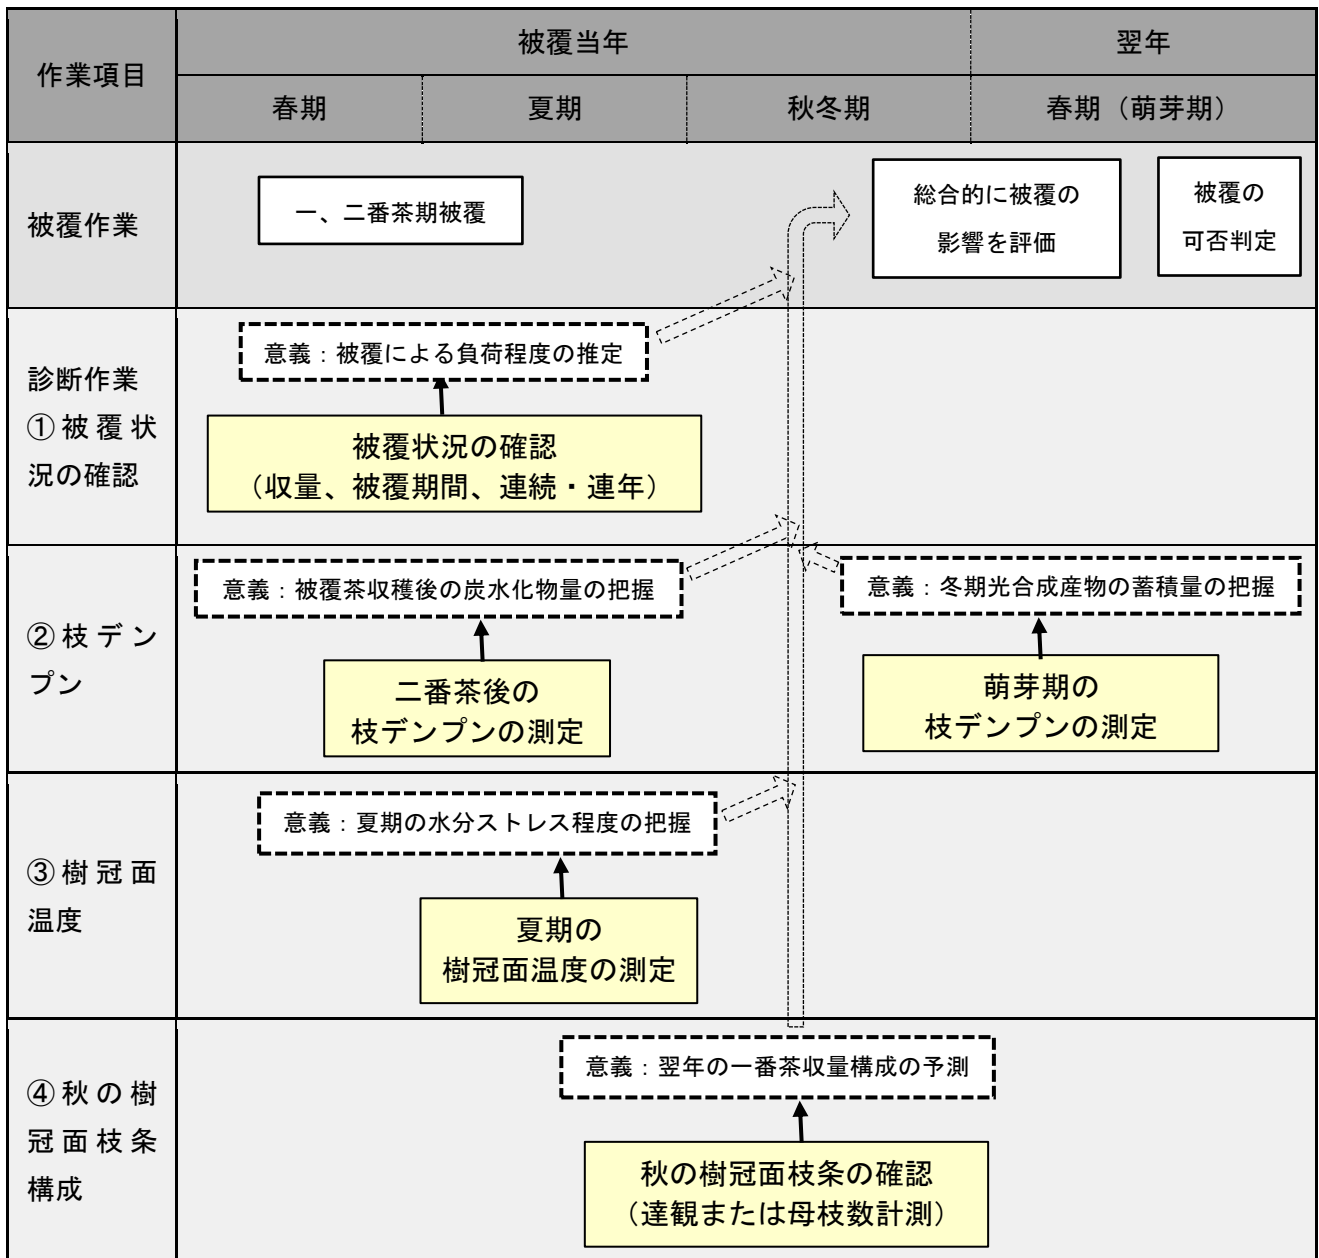 作業項目
被覆当年
翌年
春期
夏期
秋冬期
春期（萌芽期）
被覆作業
一、二番茶期被覆
総合的に被覆の
影響を評価
被覆の
可否判定
診断作業
①被覆状
況の確認
意義：被覆による負荷程度の推定
被覆状況の確認
（収量、被覆期間、連続・連年）
②枝デン
プン
意義：被覆茶収穫後の炭水化物量の把握
二番茶後の
枝デンプンの測定
意義：冬期光合成産物の蓄積量の把握
萌芽期の
枝デンプンの測定
③樹冠面
温度
意義：夏期の水分ストレス程度の把握
夏期の
樹冠面温度の測定
④秋の樹
冠面枝条
構成
意義：翌年の一番茶収量構成の予測
秋の樹冠面枝条の確認
（達観または母枝数計測）